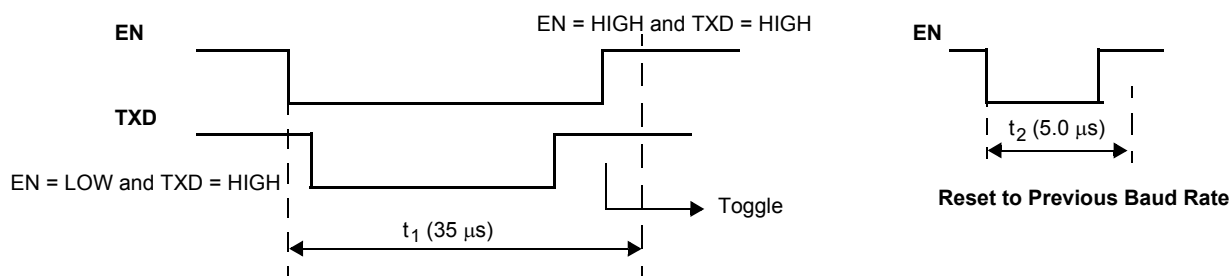 EN = HIGH and TXD = HIGH
EN
EN
TXD
t1 (35 μs)
EN = LOW and TXD = HIGH
Toggle
t2 (5.0 μs)
Reset to Previous Baud Rate